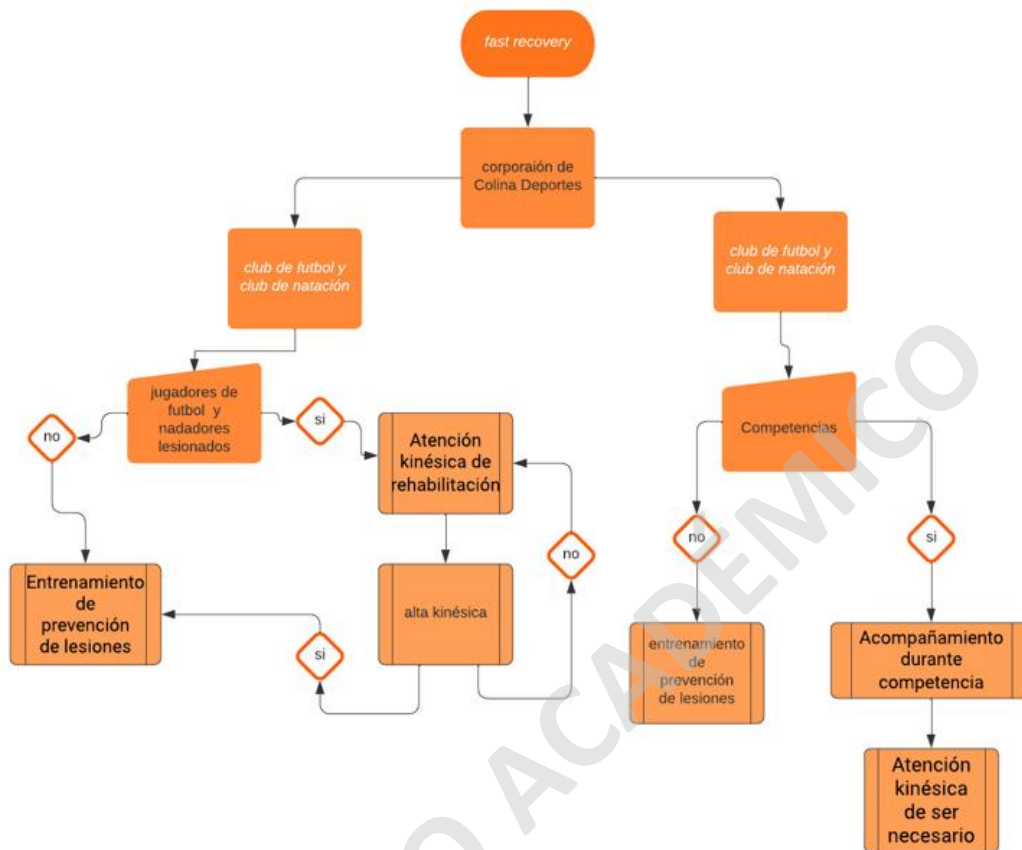 fast recovery
corporaión de
Colina Deportes
club de futbol y
club de natación
club de futbol y
club de natación
jugadores de
futbol y
nadadores
lesionados
no
si
Atención
kinésica de
rehabilitación
Competencias
no
no
si
Entrenamiento
de
prevención
de lesiones
si
alta kinésica
entrenamiento
de
prevención
de lesiones
Acompañamiento
durante
competencia
Atención
kinésica
de ser
necesario
O ACADÉMICO